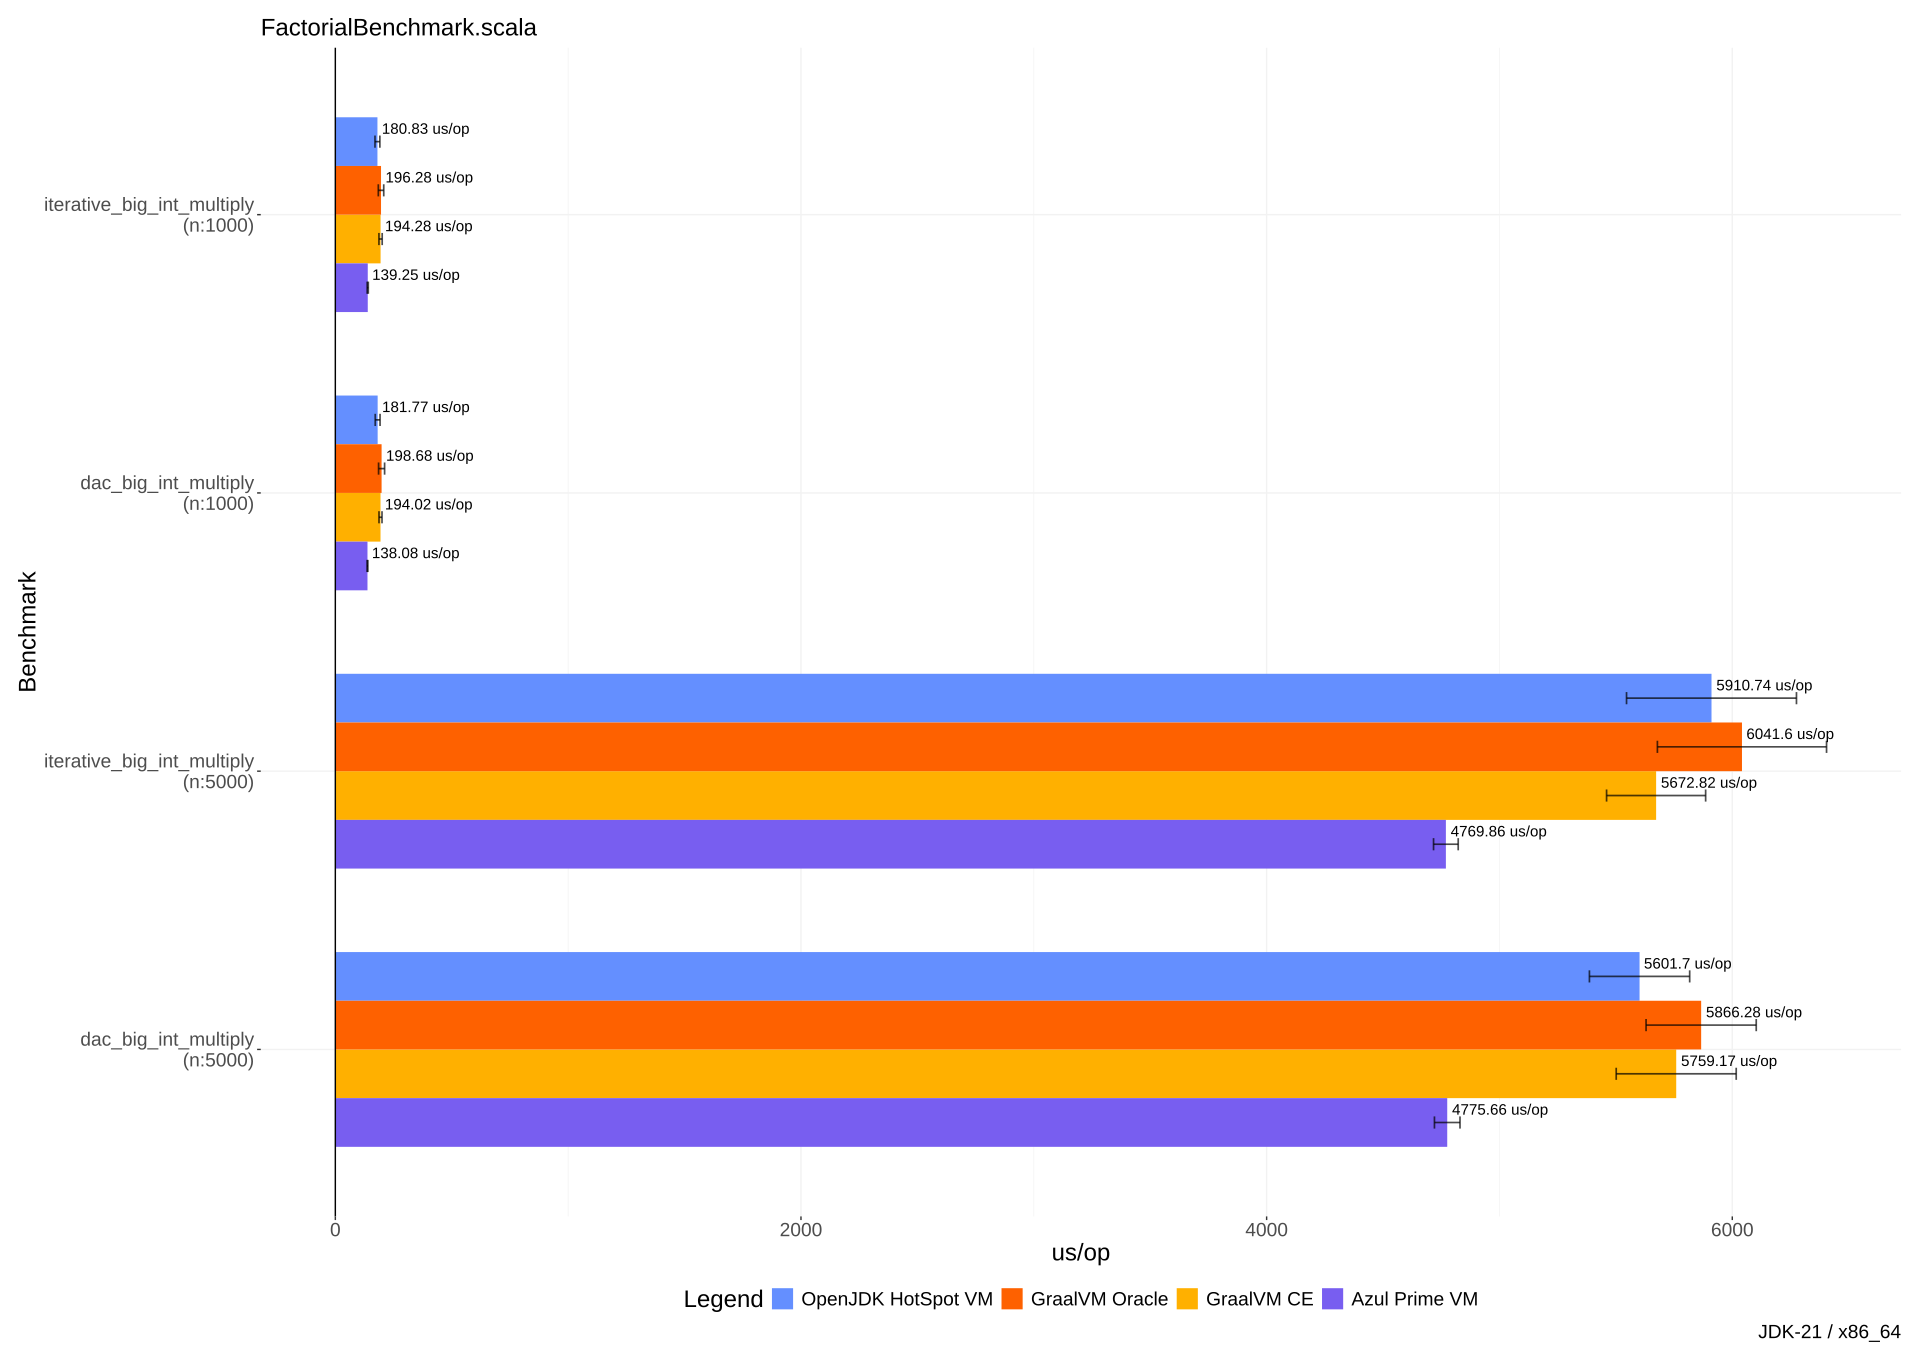 FactorialBenchmark.scala
180.83 us/op
196.28 us/op
iterative_big_int_multiply
(n:1000)
194.28 us/op
139.25 us/op
181.77 us/op
198.68 us/op
dac_big_int_multiply
(n:1000)
194.02 us/op
138.08 us/op
Benchmark
5910.74 us/op
6041.6 us/op
iterative_big_int_multiply
(n:5000)
5672.82 us/op
4769.86 us/op
5601.7 us/op
5866.28 us/op
dac_big_int_multiply
(n:5000)
5759.17 us/op
4775.66 us/op
0 2000 4000 6000
us/op
Legend OpenJDK HotSpot VM GraalVM Oracle GraalVM CE Azul Prime VM
JDK-21 / x86_64